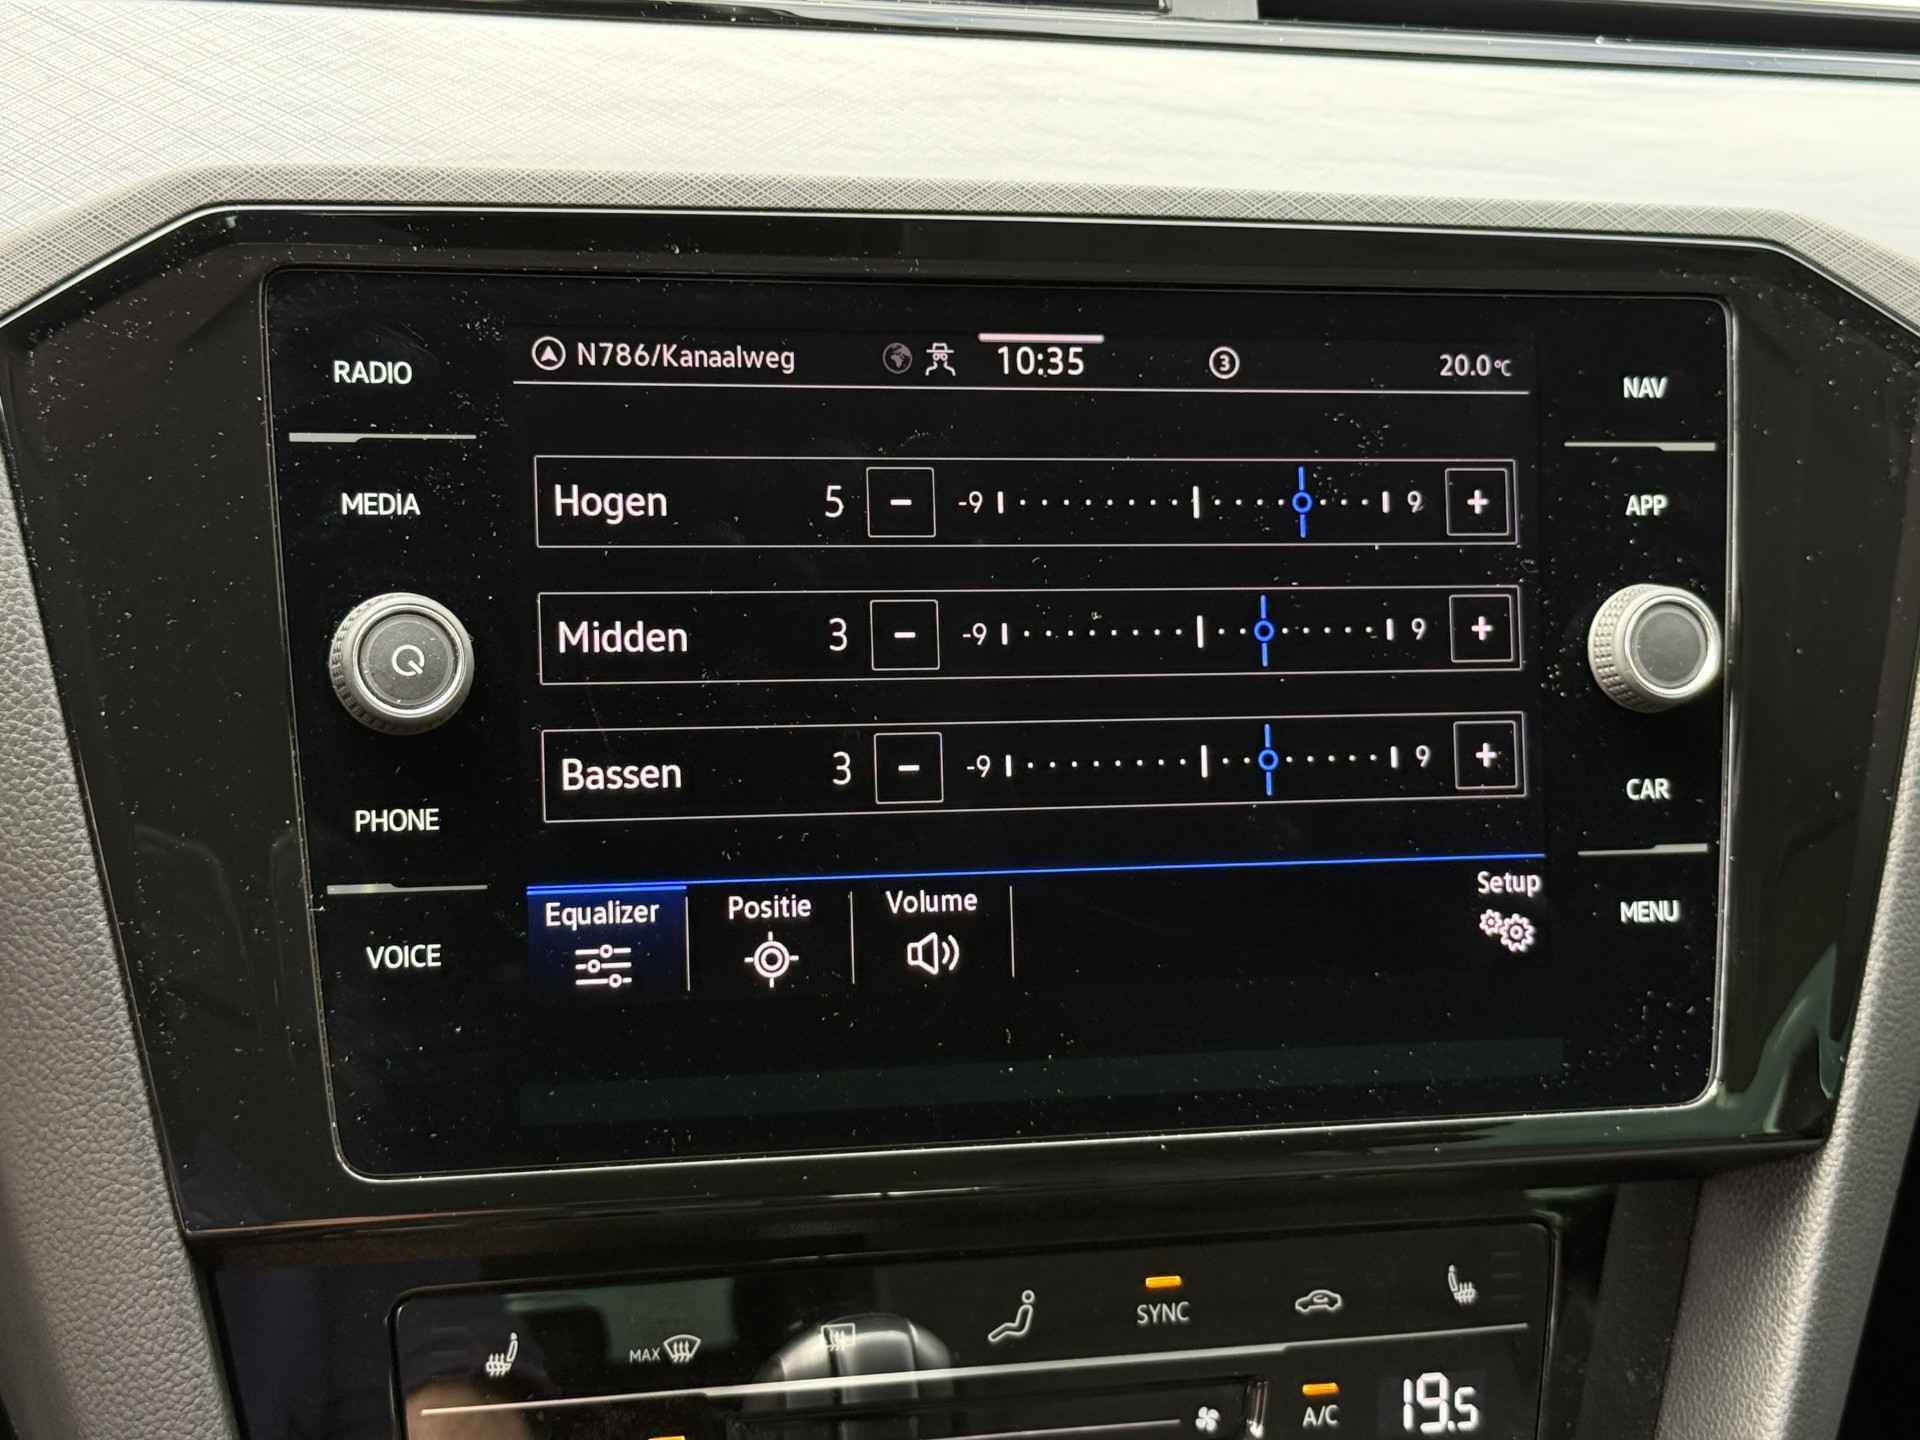 RADIO
MEDIA
PHONE
VOICE
N786/Kanaalweg 10:35 3 20.0°C
Hogen 5 - -9 9 +
Midden 3 - -9 9 +
Bassen 3 - -9 9 +
Equalizer Positie Volume Setup
NAV
APP
CAR
MENU
MAX SYNC
A/C 19.5